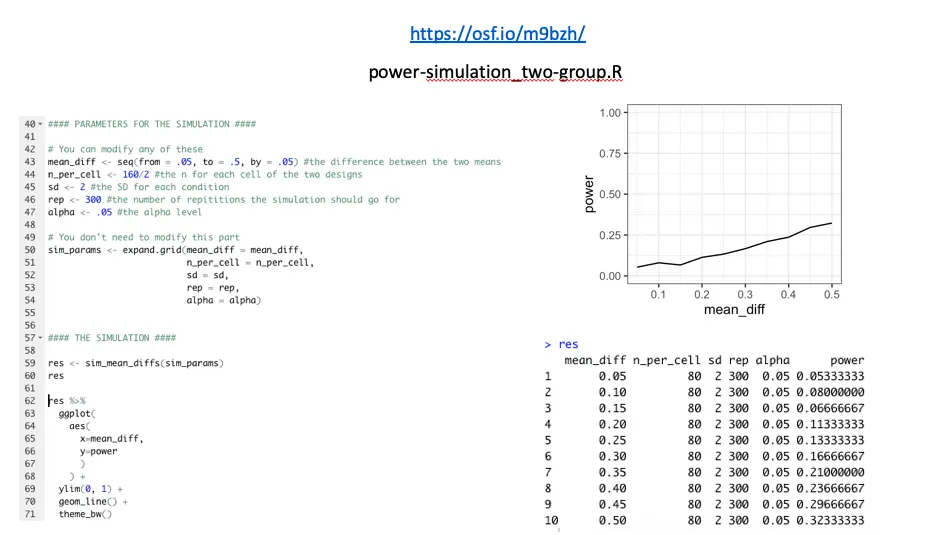 https://osf.io/m9bzh/
power-simulation_two-group.R
40 #### PARAMETERS FOR THE SIMULATION ####
41
42 # You can modify any of these
43 mean_diff <- seq(from = .05, to = .5, by = .05) #the difference between the two means
44 n_per_cell <- 160/2 #the n for each cell of the two designs
45 sd <- 2 #the SD for each condition
46 rep <- 300 #the number of repititions the simulation should go for
47 alpha <- .05 #the alpha level
48
49 # You don't need to modify this part
50 sim_params <- expand.grid(mean_diff = mean_diff,
51 n_per_cell = n_per_cell,
52 sd = sd,
53 rep = rep,
54 alpha = alpha)
55
56
57 #### THE SIMULATION ####
58
59 res <- sim_mean_diffs(sim_params)
60 res
61
62 res %>%
63 ggplot(
64 aes(
65 x=mean_diff,
66 y=power
67 )
68 ) +
69 ylim(0, 1) +
70 geom_line() +
71 theme_bw()
1.00
0.75
0.50
0.25
0.00
power
0.1 0.2 0.3 0.4 0.5
mean_diff
> res
mean_diff n_per_cell sd rep alpha power
1 0.05 80 2 300 0.05 0.05333333
2 0.10 80 2 300 0.05 0.08000000
3 0.15 80 2 300 0.05 0.06666667
4 0.20 80 2 300 0.05 0.11333333
5 0.25 80 2 300 0.05 0.13333333
6 0.30 80 2 300 0.05 0.16666667
7 0.35 80 2 300 0.05 0.21000000
8 0.40 80 2 300 0.05 0.23666667
9 0.45 80 2 300 0.05 0.29666667
10 0.50 80 2 300 0.05 0.32333333